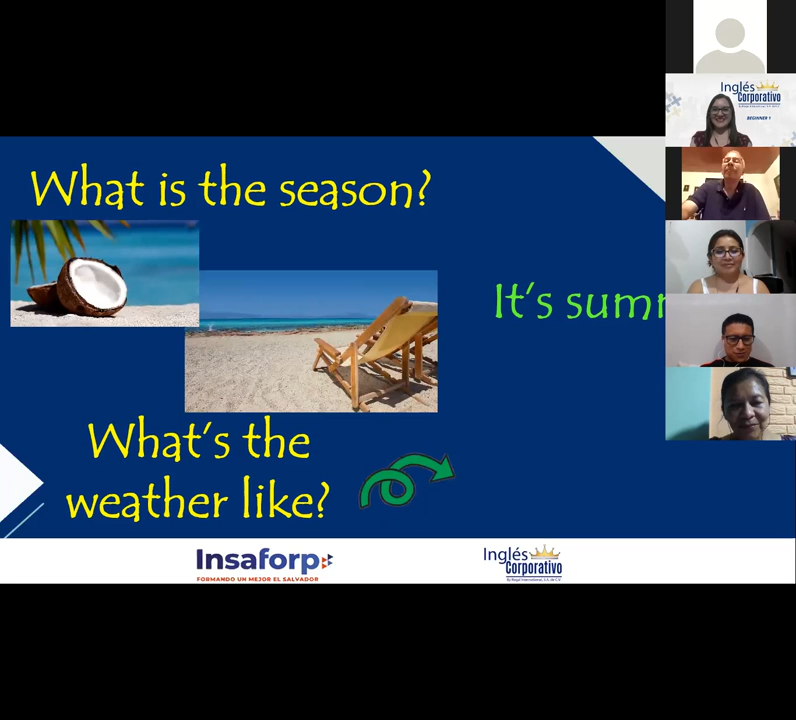 What is the season?
It's summ
What's the
weather like?
Insaforp
FORMANDO UN MEJOR EL SALVADOR
Inglés
Corporativo
Inglés
Corporativo
BEGINNER 1